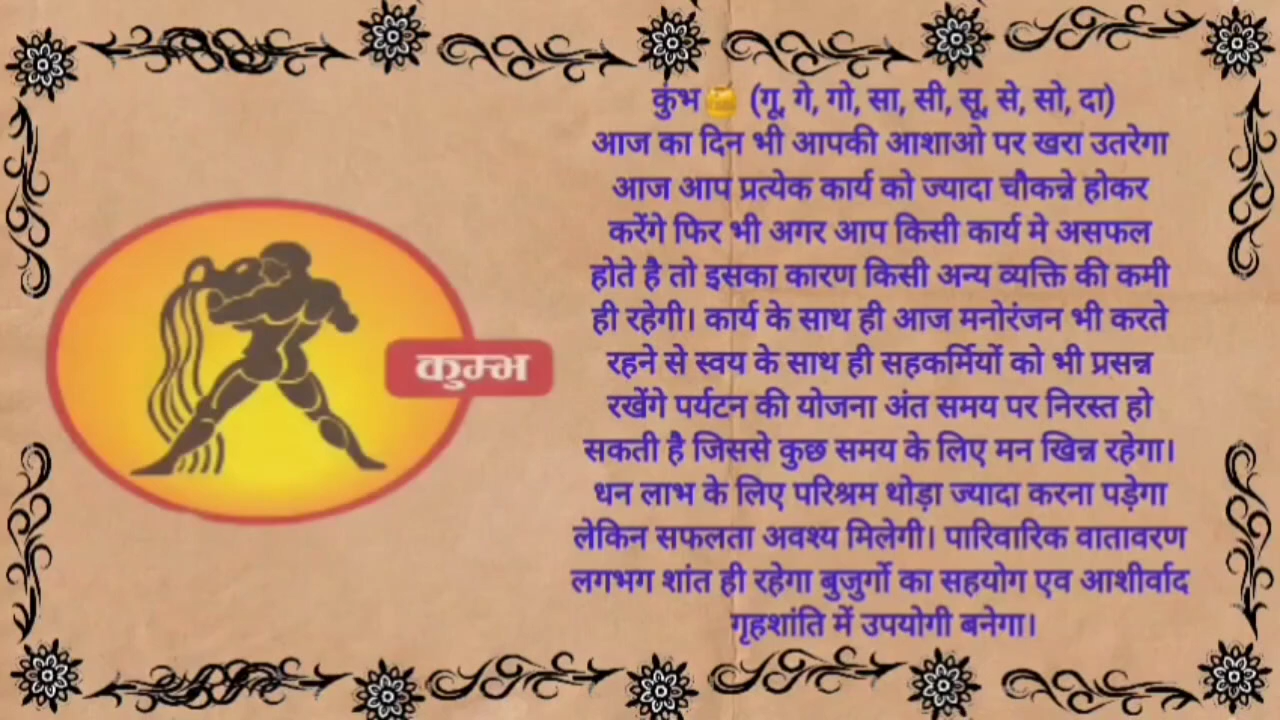 कुंभ🍯 (गू, गे, गो, सा, सी, सू, से, सो, दा)
आज का दिन भी आपकी आशाओ पर खरा उतरेगा
आज आप प्रत्येक कार्य को ज्यादा चौकन्ने होकर
करेंगे फिर भी अगर आप किसी कार्य मे असफल
होते है तो इसका कारण किसी अन्य व्यक्ति की कमी
ही रहेगी। कार्य के साथ ही आज मनोरंजन भी करते
रहने से स्वय के साथ ही सहकर्मियों को भी प्रसन्न
रखेंगे पर्यटन की योजना अंत समय पर निरस्त हो
सकती है जिससे कुछ समय के लिए मन खिन्न रहेगा।
धन लाभ के लिए परिश्रम थोड़ा ज्यादा करना पड़ेगा
लेकिन सफलता अवश्य मिलेगी। पारिवारिक वातावरण
लगभग शांत ही रहेगा बुजुर्गो का सहयोग एव आशीर्वाद
गृहशांति में उपयोगी बनेगा।
कुम्भ